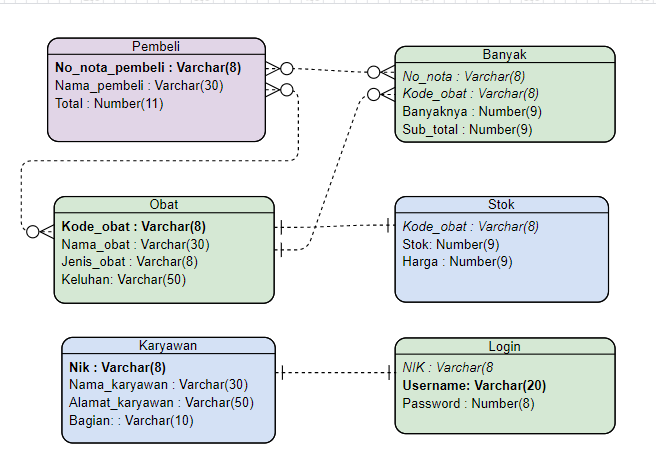 Pembeli
No_nota_pembeli : Varchar(8)
Nama_pembeli : Varchar(30)
Total : Number(11)
Banyak
No_nota : Varchar(8)
Kode_obat : Varchar(8)
Banyaknya : Number(9)
Sub_total : Number(9)
Obat
Kode_obat : Varchar(8)
Nama_obat : Varchar(30)
Jenis_obat : Varchar(8)
Keluhan: Varchar(50)
Stok
Kode_obat : Varchar(8)
Stok: Number(9)
Harga : Number(9)
Karyawan
Nik : Varchar(8)
Nama_karyawan : Varchar(30)
Alamat_karyawan : Varchar(50)
Bagian: : Varchar(10)
Login
NIK : Varchar(8
Username: Varchar(20)
Password : Number(8)